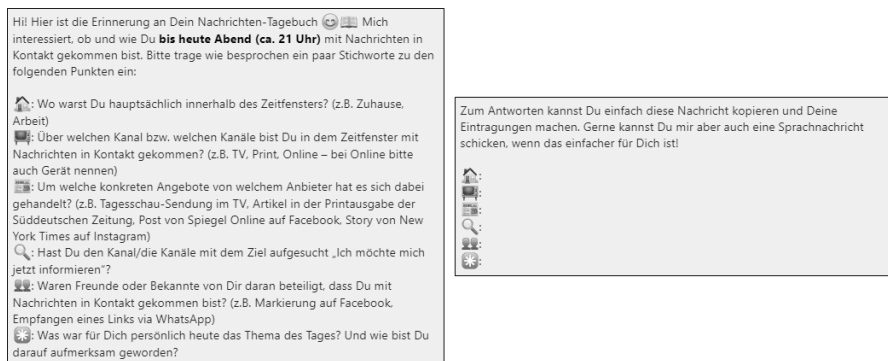 Hi! Hier ist die Erinnerung an Dein Nachrichten-Tagebuch 😊📖 Mich
interessiert, ob und wie Du bis heute Abend (ca. 21 Uhr) mit Nachrichten in
Kontakt gekommen bist. Bitte trage wie besprochen ein paar Stichworte zu den
folgenden Punkten ein:
🏠: Wo warst Du hauptsächlich innerhalb des Zeitfensters? (z.B. Zuhause,
Arbeit)
📺: Über welchen Kanal bzw. welchen Kanäle bist Du in dem Zeitfenster mit
Nachrichten in Kontakt gekommen? (z.B. TV, Print, Online – bei Online bitte
auch Gerät nennen)
📰: Um welche konkreten Angebote von welchem Anbieter hat es sich dabei
gehandelt? (z.B. Tagesschau-Sendung im TV, Artikel in der Printausgabe der
Süddeutschen Zeitung, Post von Spiegel Online auf Facebook, Story von New
York Times auf Instagram)
🔍: Hast Du den Kanal/die Kanäle mit dem Ziel aufgesucht „Ich möchte mich
jetzt informieren“?
👥: Waren Freunde oder Bekannte von Dir daran beteiligt, dass Du mit
Nachrichten in Kontakt gekommen bist? (z.B. Markierung auf Facebook,
Empfangen eines Links via WhatsApp)
✴️: Was war für Dich persönlich heute das Thema des Tages? Und wie bist Du
darauf aufmerksam geworden?
Zum Antworten kannst Du einfach diese Nachricht kopieren und Deine
Eintragungen machen. Gerne kannst Du mir aber auch eine Sprachnachricht
schicken, wenn das einfacher für Dich ist!
🏠:
📺:
📰:
🔍:
👥:
✴️: